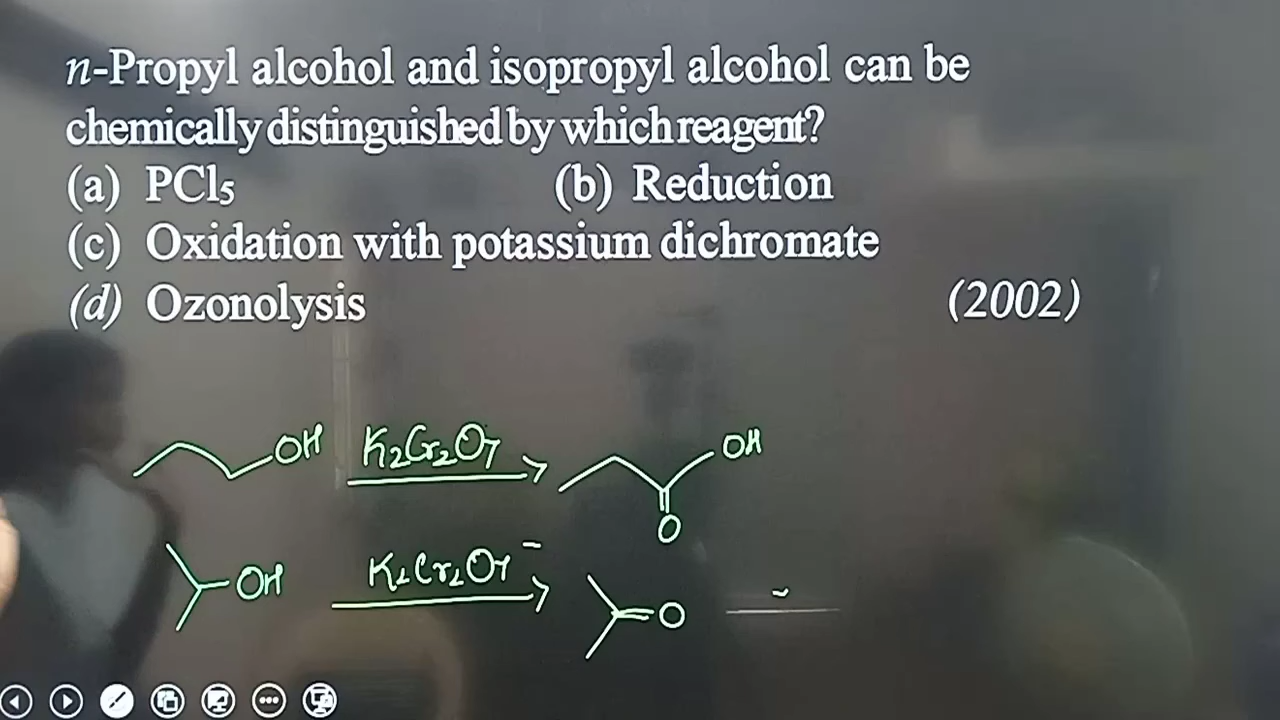 n-Propyl alcohol and isopropyl alcohol can be
chemically distinguished by which reagent?
(a) PCl5 (b) Reduction
(c) Oxidation with potassium dichromate
(d) Ozonolysis (2002)
OH K2Cr2O7 OH
O
OH K2Cr2O7 O